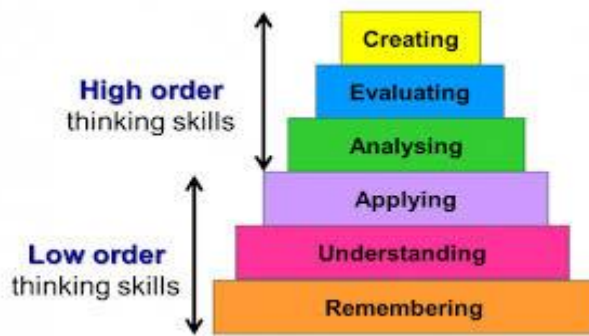 Creating
Evaluating
High order
thinking skills
Analysing
Applying
Understanding
Low order
thinking skills
Remembering